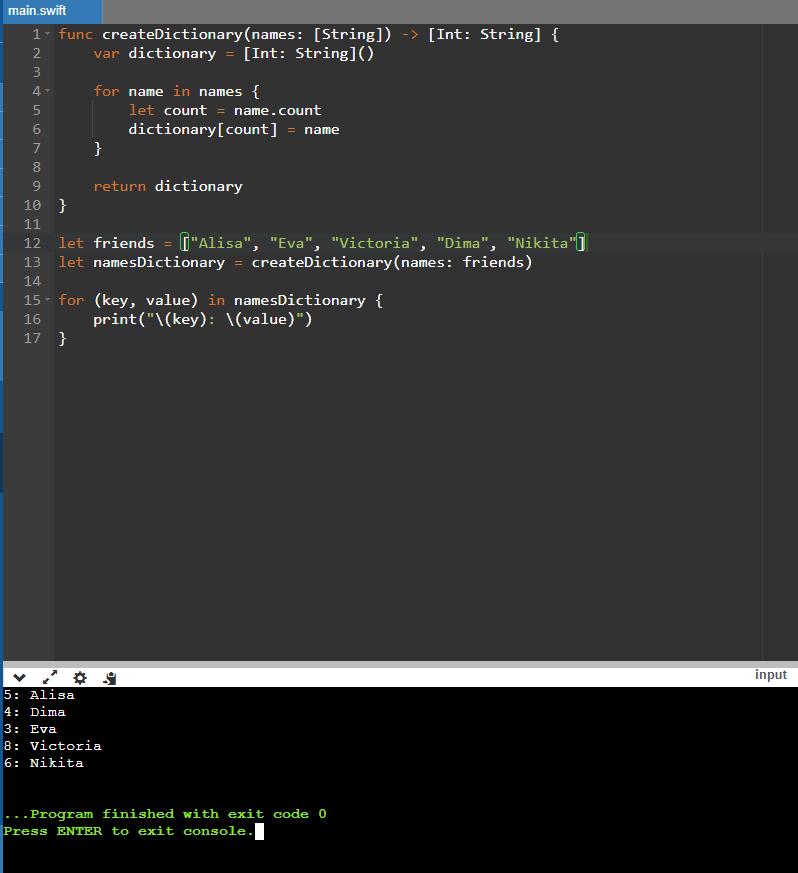 main.swift
1 func createDictionary(names: [String]) -> [Int: String] {
2     var dictionary = [Int: String]()
3
4     for name in names {
5         let count = name.count
6         dictionary[count] = name
7     }
8
9     return dictionary
10 }
11
12 let friends = ["Alisa", "Eva", "Victoria", "Dima", "Nikita"]
13 let namesDictionary = createDictionary(names: friends)
14
15 for (key, value) in namesDictionary {
16     print("\(key): \(value)")
17 }
input
5: Alisa
4: Dima
3: Eva
8: Victoria
6: Nikita
...Program finished with exit code 0
Press ENTER to exit console.